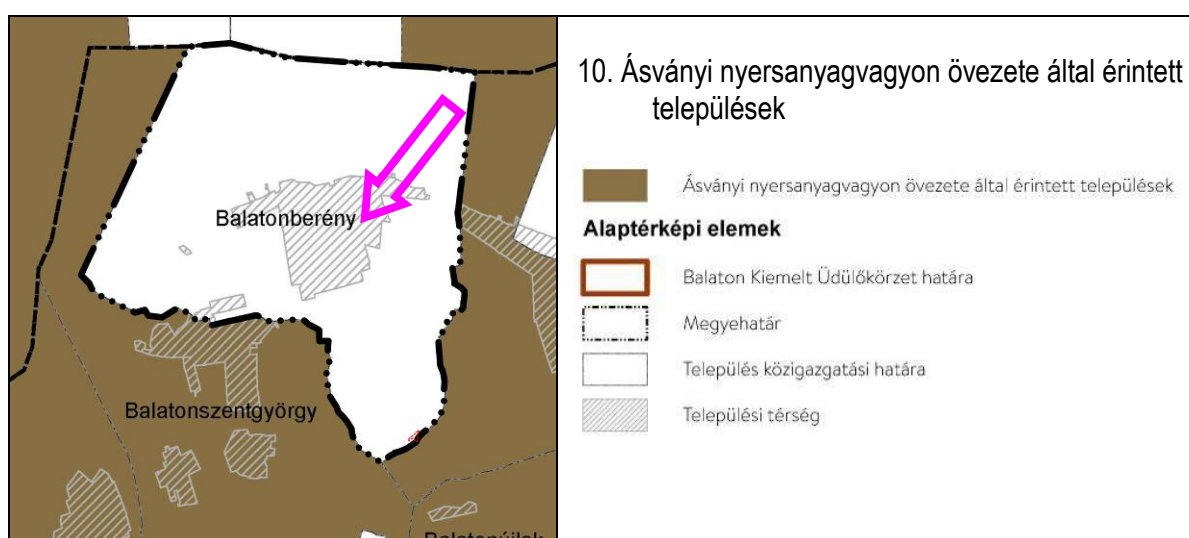 10. Ásványi nyersanyagvagyon övezete által érintett
települések
Ásványi nyersanyagvagyon övezete által érintett települések
Alaptérképi elemek
Balaton Kiemelt Üdülőkörzet határa
Megyehatár
Település közigazgatási határa
Települési térség
Balatonberény
Balatonszentgyörgy